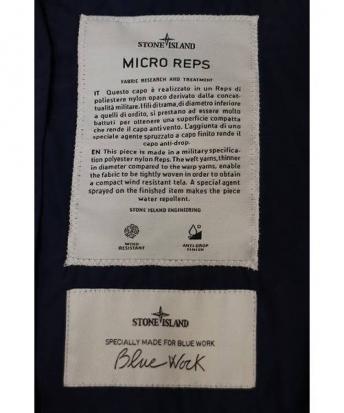 STONE ISLAND
MICRO REPS
FABRIC RESEARCH AND TREATMENT
IT Questo capo è realizzato in un Reps di
poliestere nylon opaco derivato dalla concet-
tualità militare. I fili di trama, di diametro inferiore
a quelli di ordito, si prestano ad essere molto
battuti per ottenere una superficie compatta
che rende il capo anti vento. L'aggiunta di uno
speciale agente spruzzato a capo finito rende il
capo anti-drop.
EN This piece is made in a military specifica-
tion polyester nylon Reps. The weft yarns, thinner
in diameter compared to the warp yarns, enable
the fabric to be tightly woven in order to obtain
a compact wind resistant tela. A special agent
sprayed on the finished item makes the piece
water repellent.
STONE ISLAND ENGINEERING
WIND
RESISTANT
ANTI-DROP
FINISH
STONE ISLAND
SPECIALLY MADE FOR BLUE WORK
Blue Work